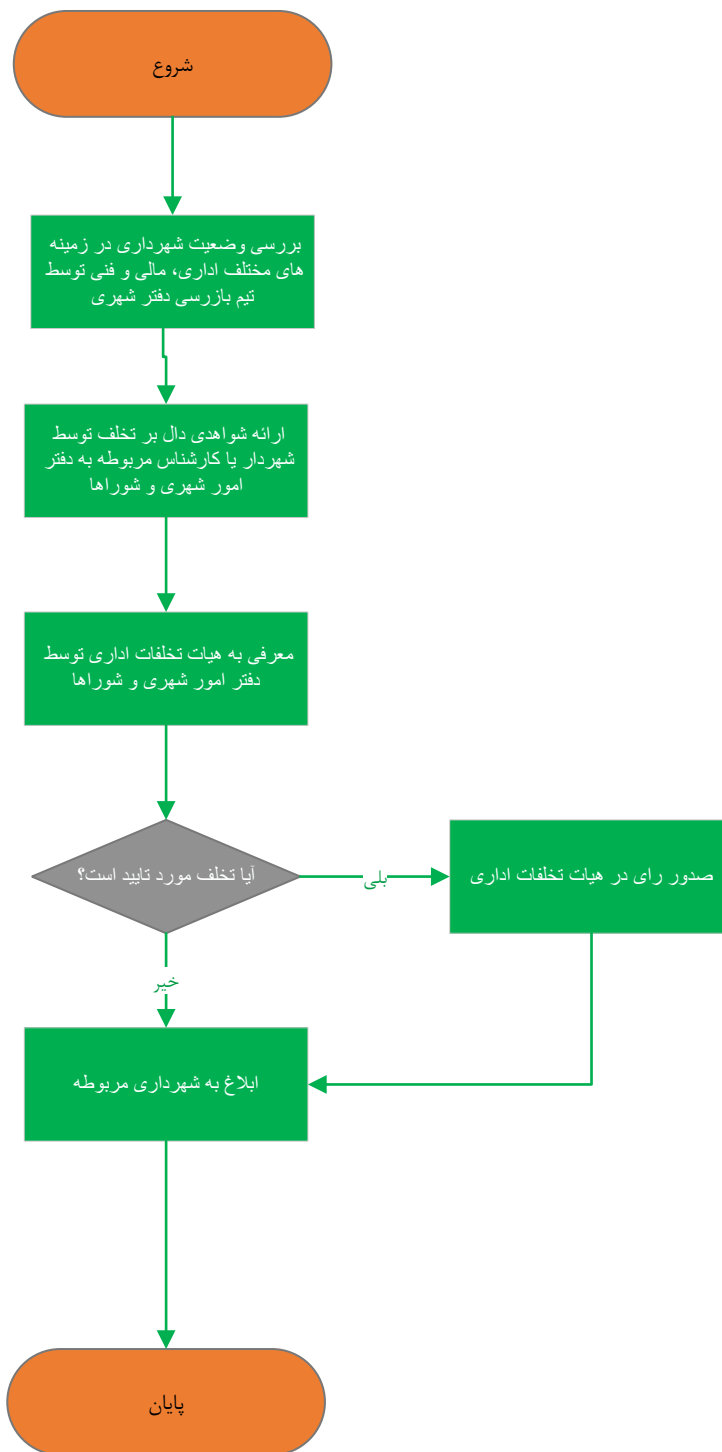 شروع
بررسی وضعیت شهرداری در زمینه
های مختلف اداری، مالی و فنی توسط
تیم بازرسی دفتر شهری
ارائه شواهدی دال بر تخلف توسط
شهردار یا کارشناس مربوطه به دفتر
امور شهری و شوراها
معرفی به هیات تخلفات اداری توسط
دفتر امور شهری و شوراها
آیا تخلف مورد تایید است؟
بلی
صدور رای در هیات تخلفات اداری
خیر
ابلاغ به شهرداری مربوطه
پایان